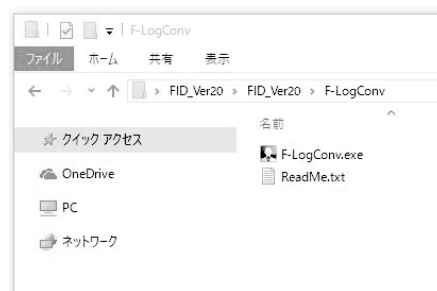 F-LogConv
ファイル ホーム 共有 表示
FID_Ver20 › FID_Ver20 › F-LogConv
名前
クイック アクセス
F-LogConv.exe
OneDrive
ReadMe.txt
PC
ネットワーク